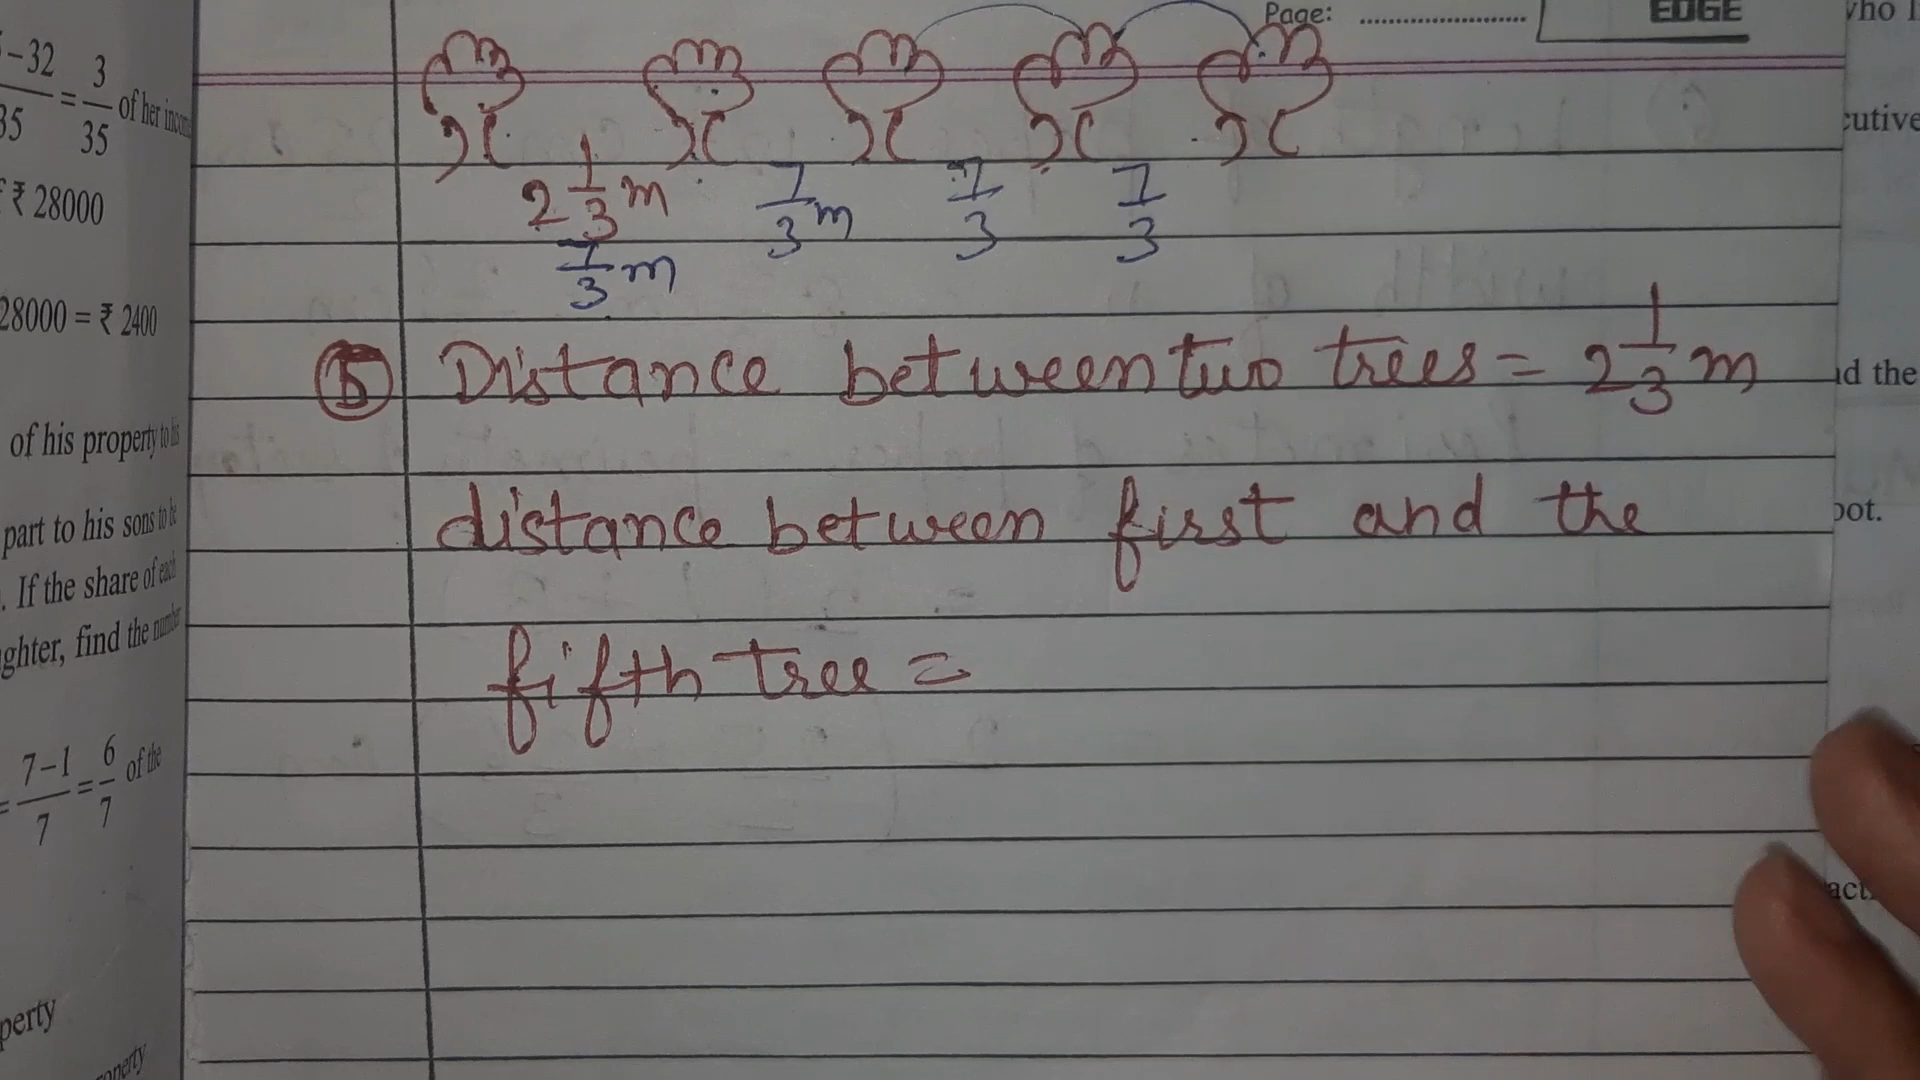 Page: ........................ EDGE
-32
35
=
3
35
of her
₹ 28000
28000 = ₹ 2400
of his property to his
part to his sons to be
. If the share of each
ghter, find the number
=
7-1
7
=
6
7
of the
perty
who
cutive
d the
oot.
act
2 1/3 m 7/3 m 7/3 7/3
7/3 m
5 Distance between two trees = 2 1/3 m
distance between first and the
fifth tree =